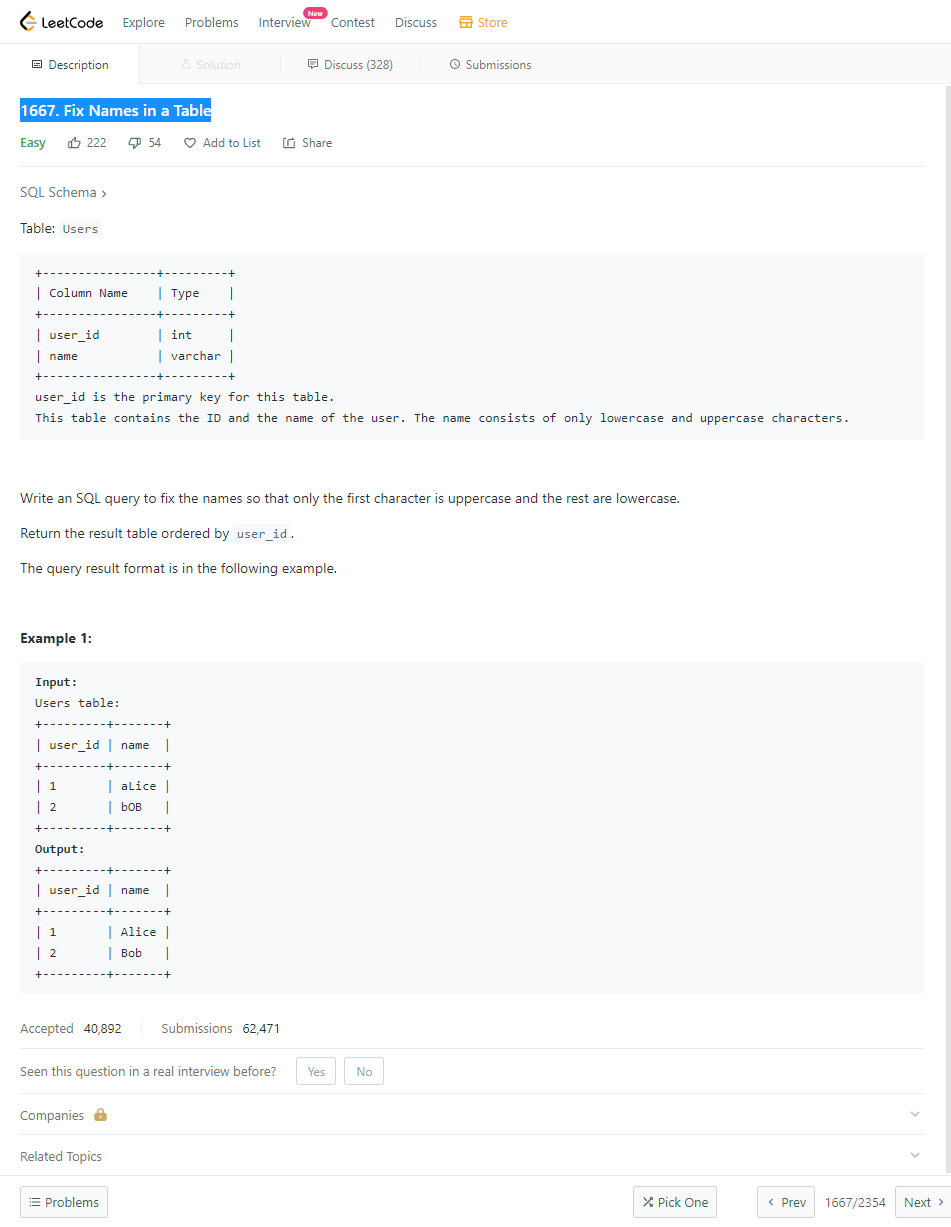 LeetCode Explore Problems Interview New Contest Discuss Store
Description Solution Discuss (328) Submissions
1667. Fix Names in a Table
Easy 222 54 Add to List Share
SQL Schema ›
Table: Users
+----------------+---------+
| Column Name    | Type    |
+----------------+---------+
| user_id        | int     |
| name           | varchar |
+----------------+---------+
user_id is the primary key for this table.
This table contains the ID and the name of the user. The name consists of only lowercase and uppercase characters.
Write an SQL query to fix the names so that only the first character is uppercase and the rest are lowercase.
Return the result table ordered by user_id.
The query result format is in the following example.
Example 1:
Input:
Users table:
+---------+-------+
| user_id | name  |
+---------+-------+
| 1       | aLice |
| 2       | bOB   |
+---------+-------+
Output:
+---------+-------+
| user_id | name  |
+---------+-------+
| 1       | Alice |
| 2       | Bob   |
+---------+-------+
Accepted 40,892 Submissions 62,471
Seen this question in a real interview before? Yes No
Companies
Related Topics
Problems Pick One ‹ Prev 1667/2354 Next ›